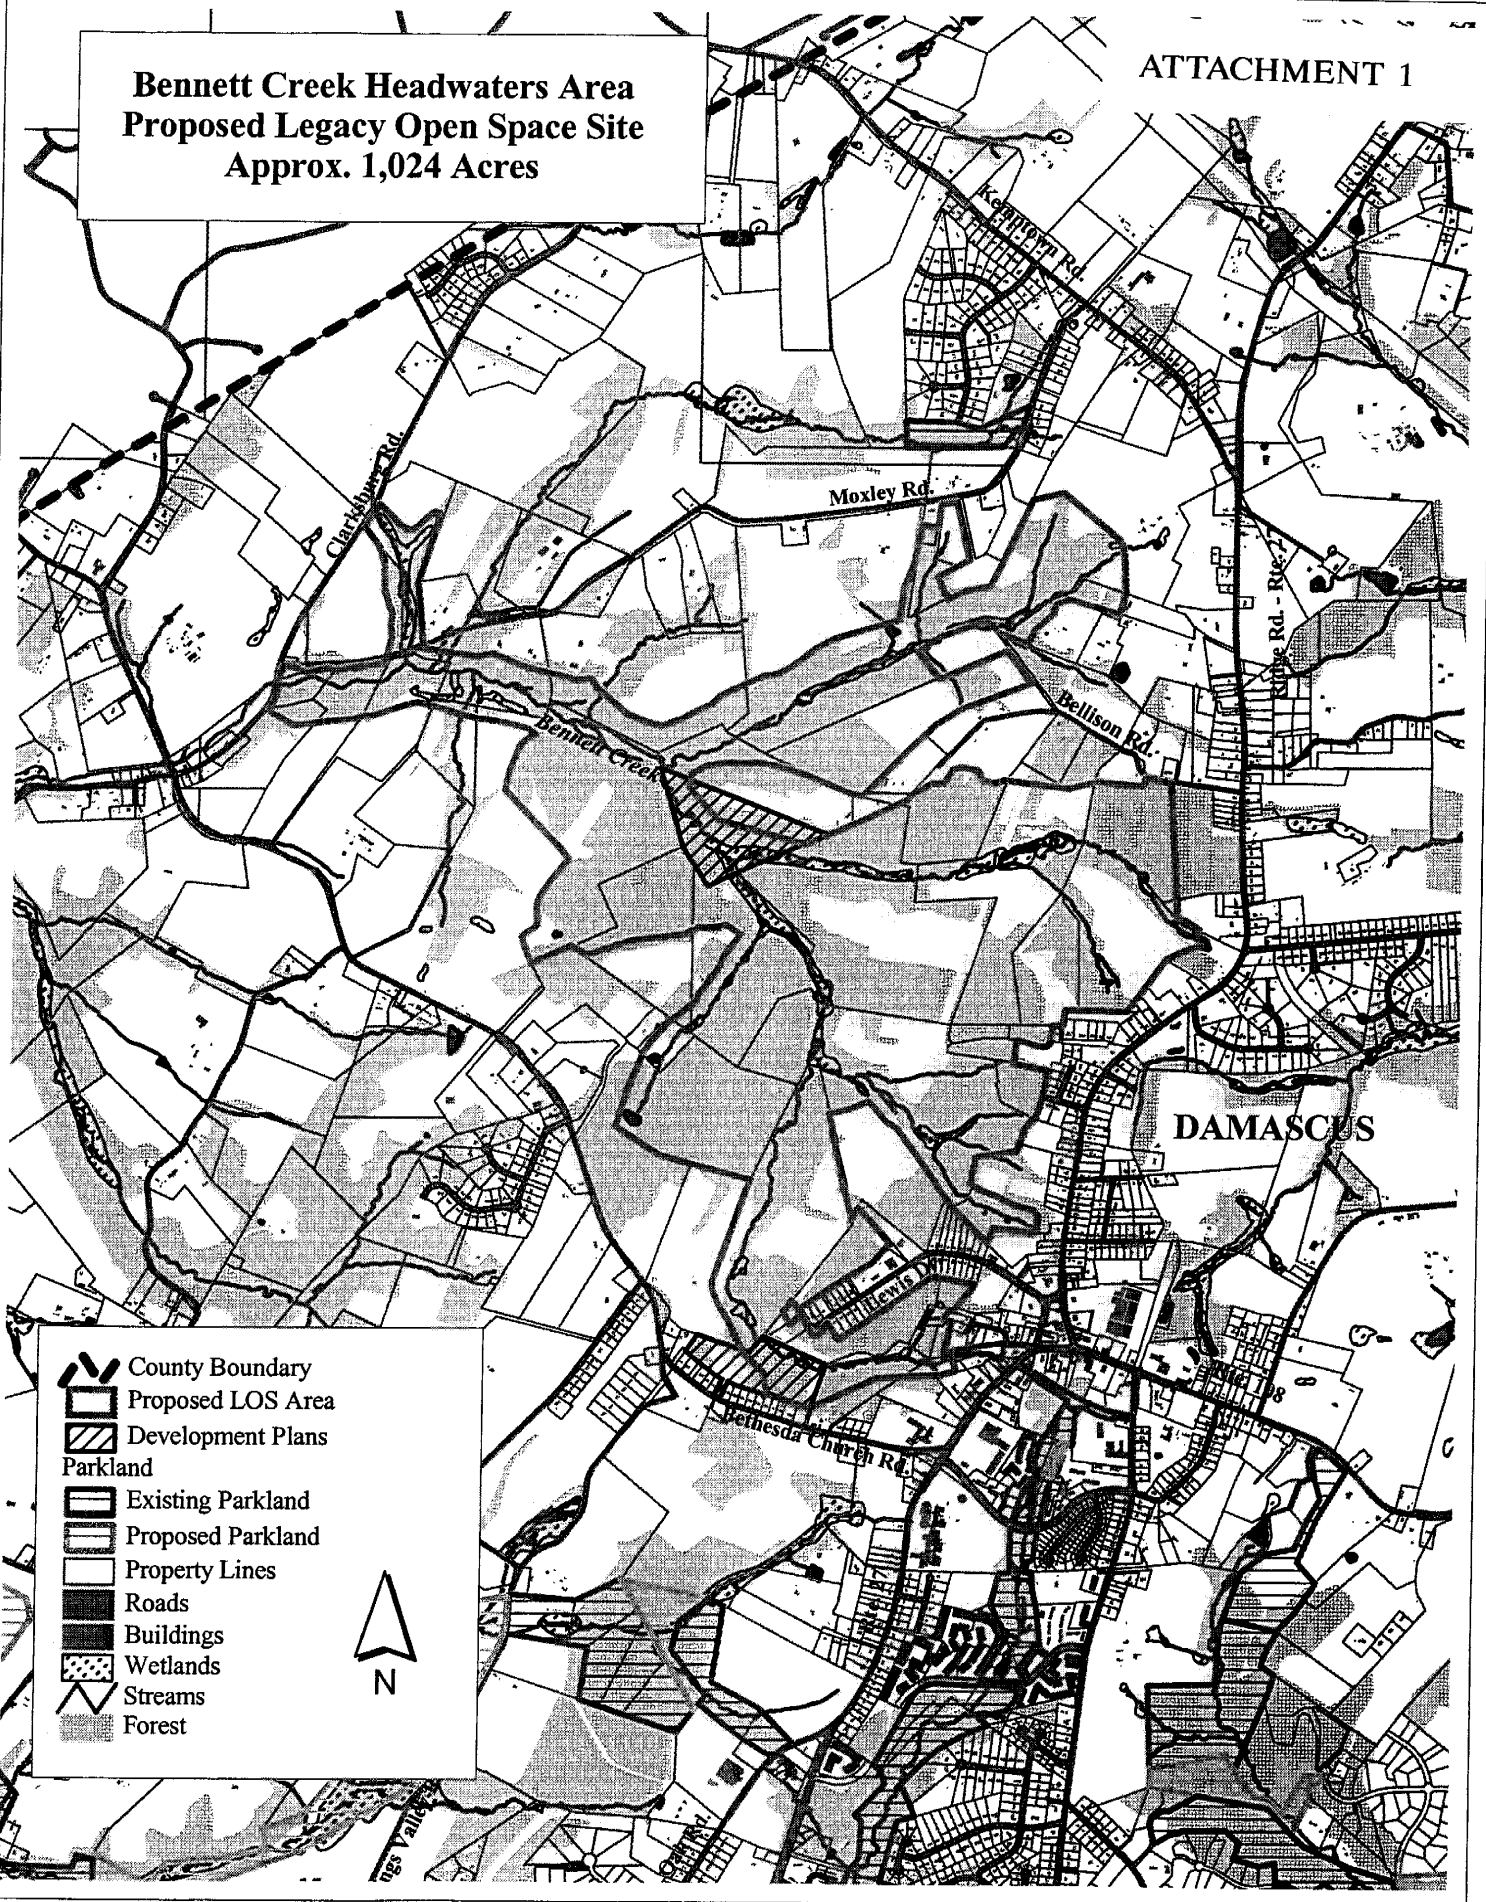 Bennett Creek Headwaters Area
Proposed Legacy Open Space Site
Approx. 1,024 Acres
ATTACHMENT 1
Kemptown Rd.
Clarksburg Rd.
Moxley Rd.
Ridge Rd. - Rte. 27
Bellison Rd.
Bennett Creek
DAMASCUS
Lewis Dr.
Rte. 108
Bethesda Church Rd.
Rte. 27
County Boundary
Proposed LOS Area
Development Plans
Parkland
Existing Parkland
Proposed Parkland
Property Lines
Roads
Buildings
Wetlands
Streams
Forest
N